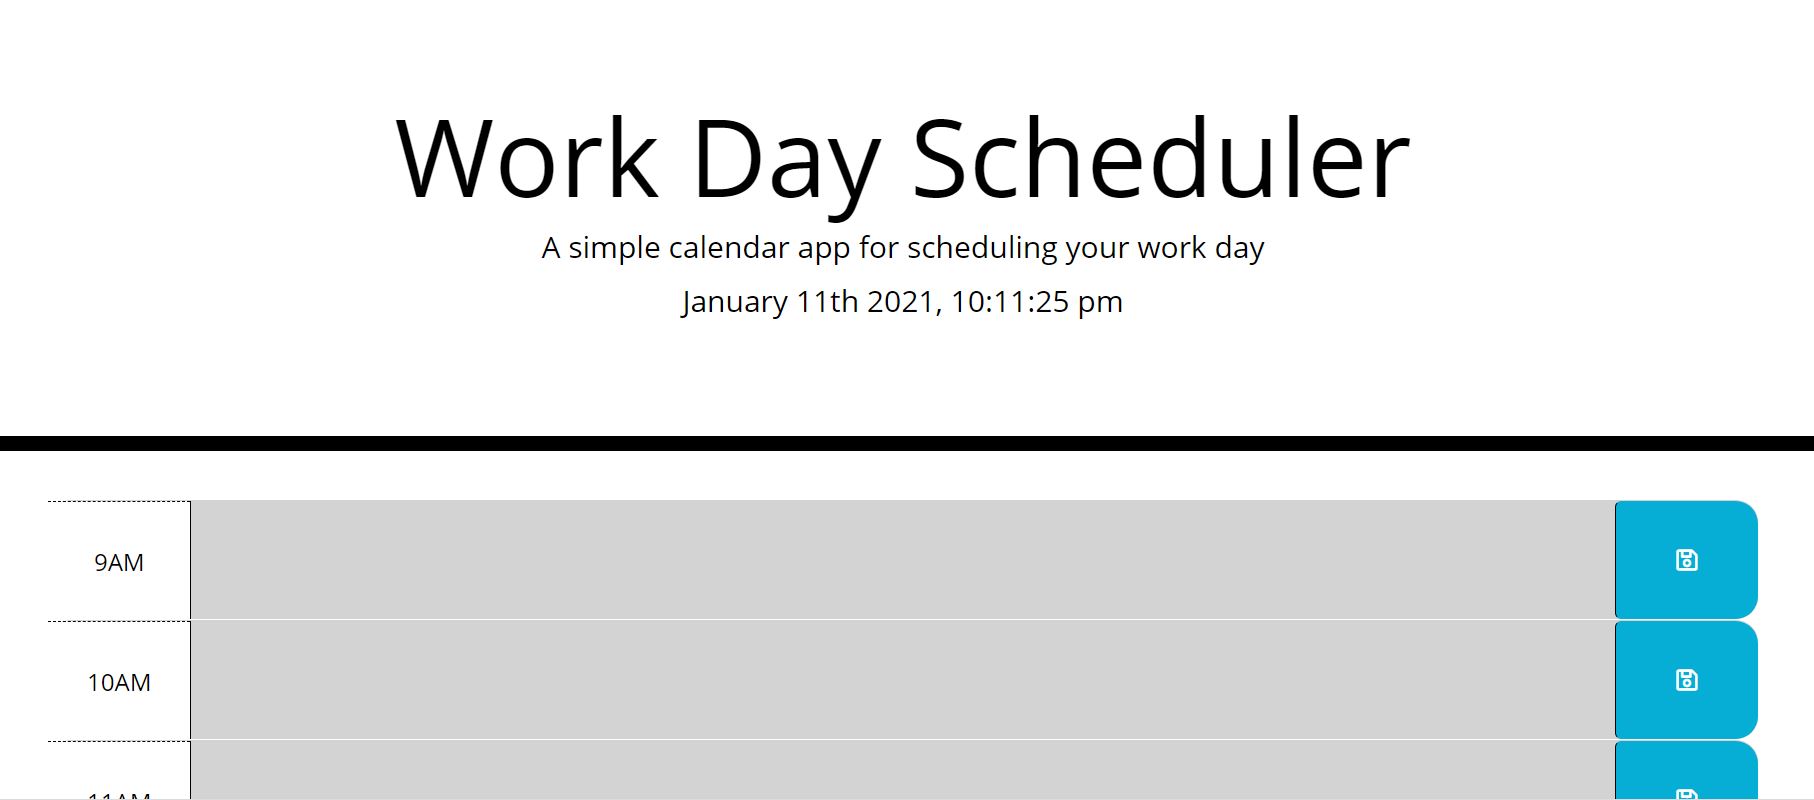 Work Day Scheduler
A simple calendar app for scheduling your work day
January 11th 2021, 10:11:25 pm
9AM
10AM
11AM